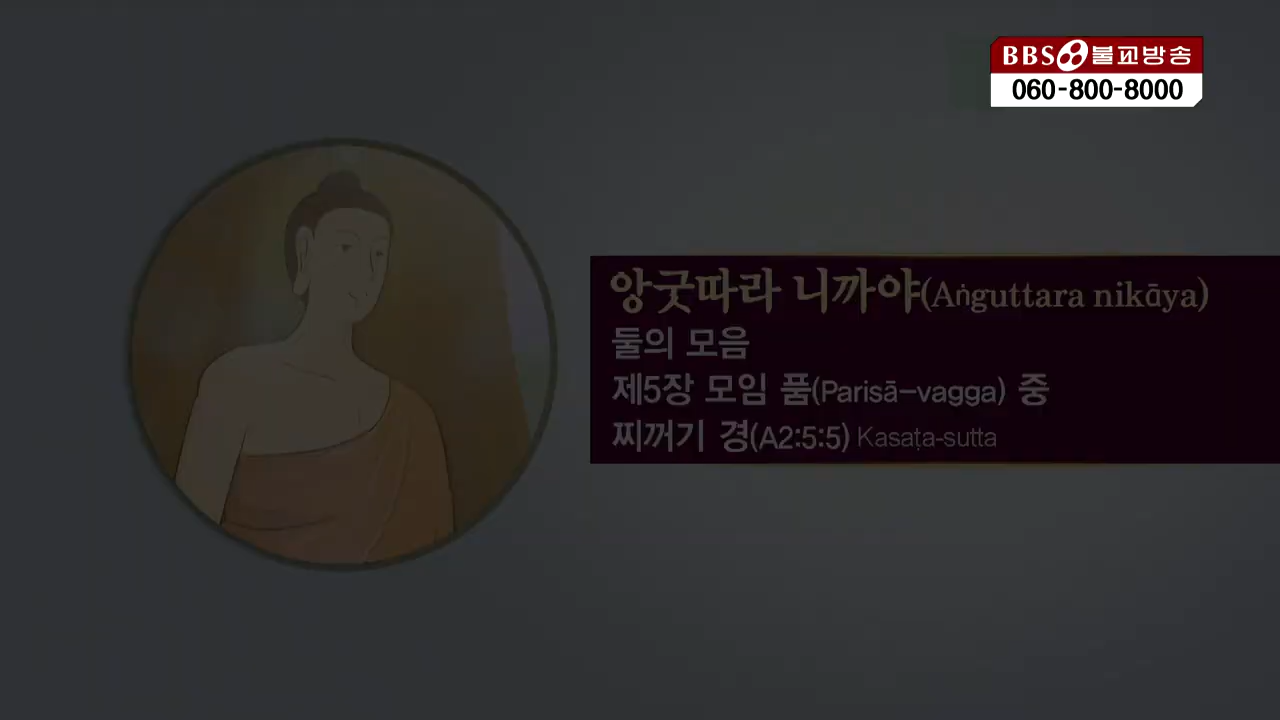 BBS 불교방송
060-800-8000
앙굿따라 니까야(Aṅguttara nikāya)
둘의 모음
제5장 모임 품(Parisā-vagga) 중
찌꺼기 경(A2:5:5) Kasaṭa-sutta